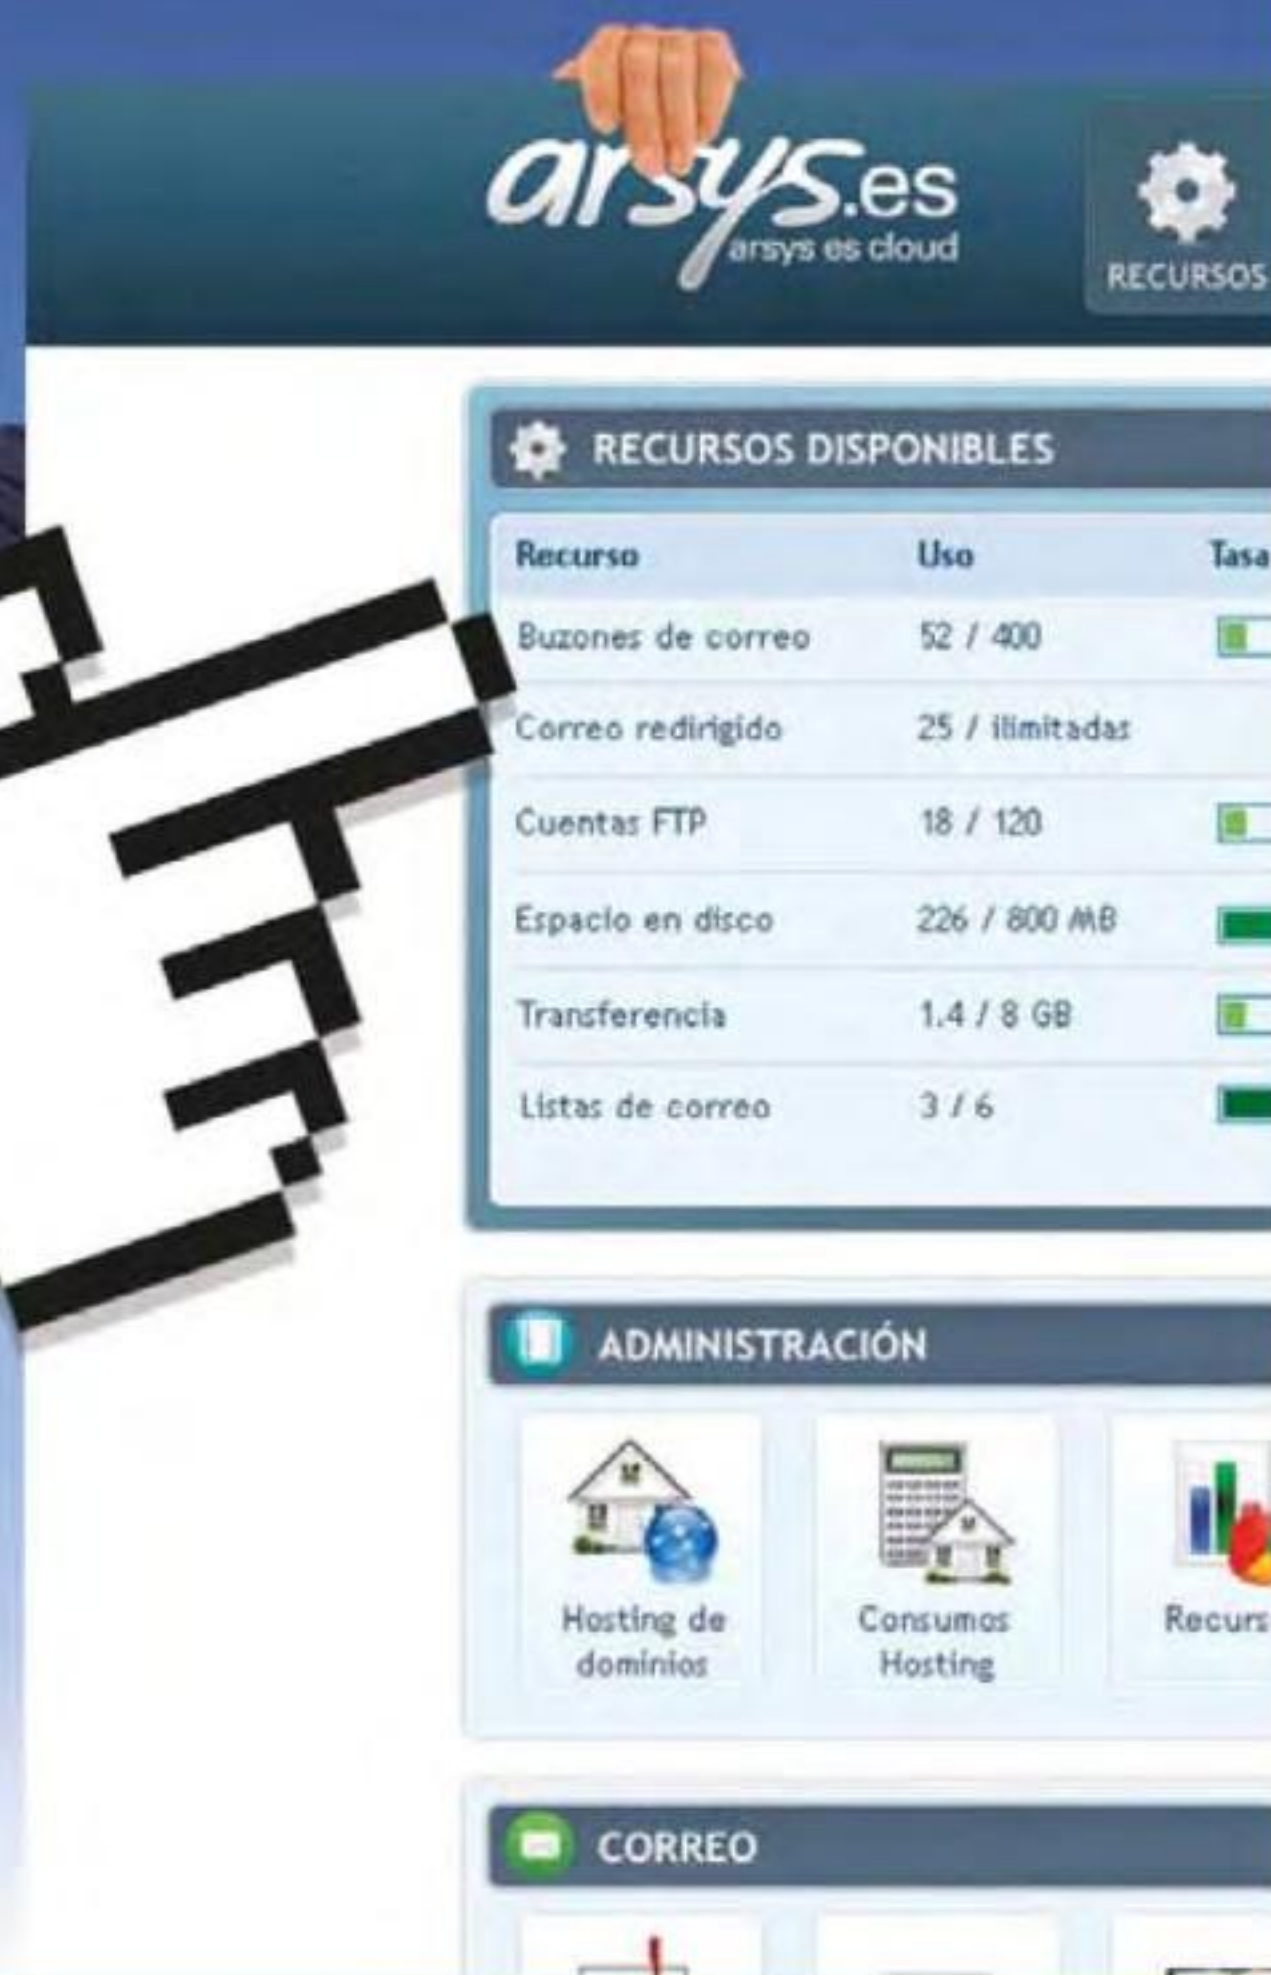 arsys.es
arsys es cloud
RECURSOS
RECURSOS DISPONIBLES
Recurso Uso Tasa
Buzones de correo 52 / 400
Correo redirigido 25 / ilimitadas
Cuentas FTP 18 / 120
Espacio en disco 226 / 800 MB
Transferencia 1.4 / 8 GB
Listas de correo 3 / 6
ADMINISTRACIÓN
Hosting de
dominios
Consumos
Hosting
Recurs
CORREO